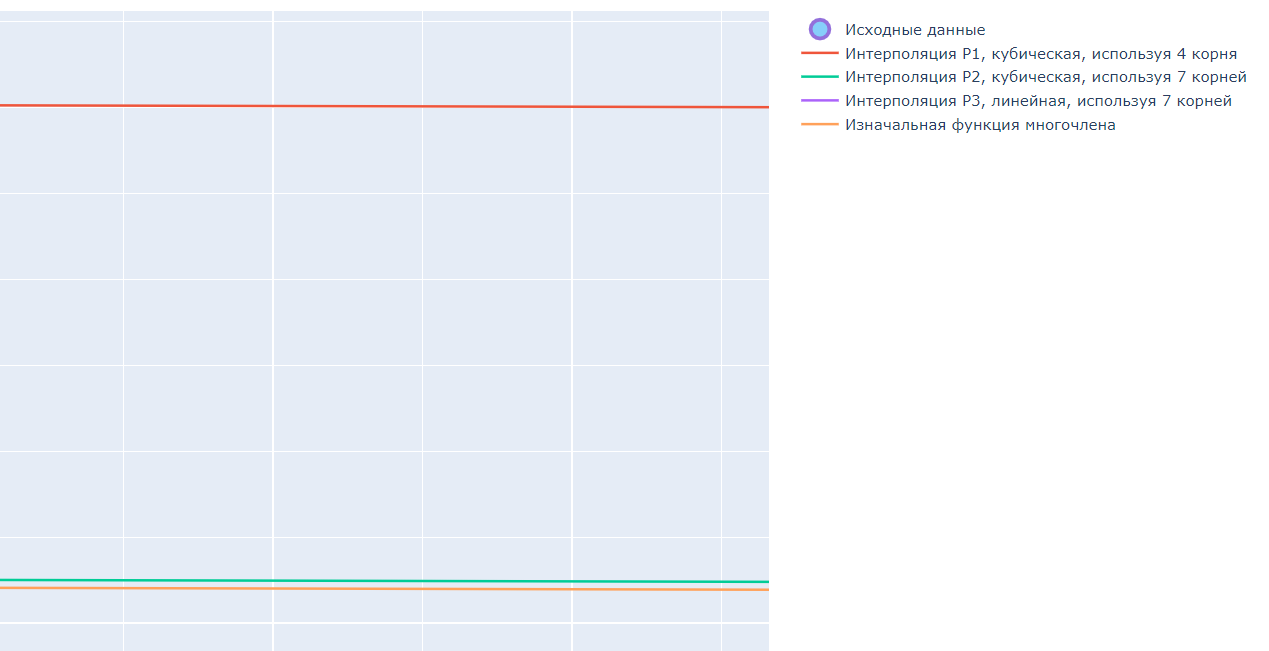 Исходные данные
Интерполяция P1, кубическая, используя 4 корня
Интерполяция P2, кубическая, используя 7 корней
Интерполяция P3, линейная, используя 7 корней
Изначальная функция многочлена